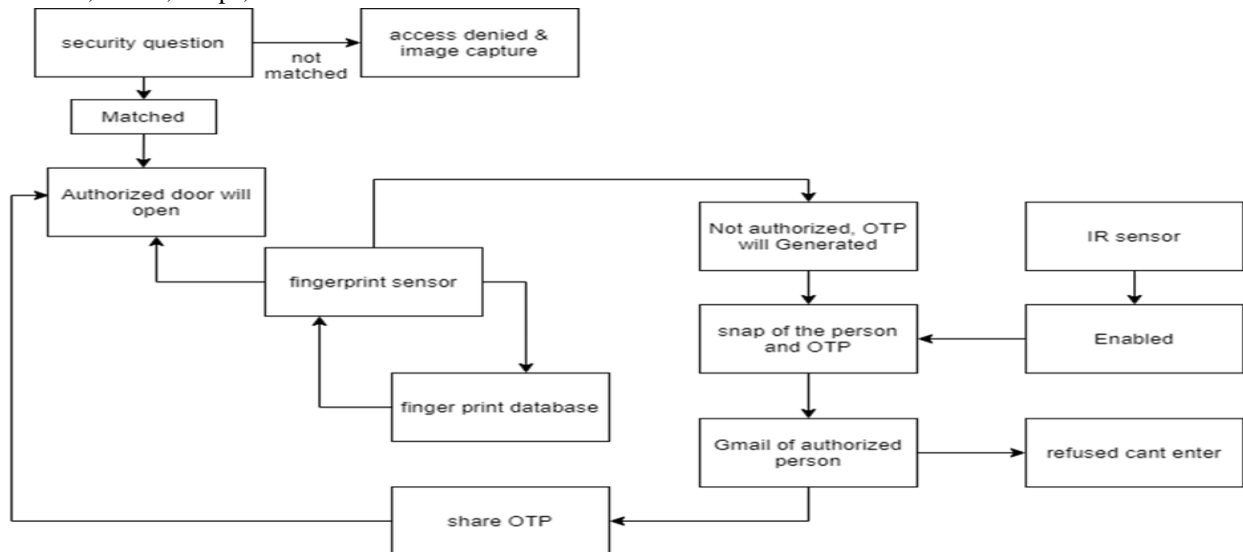 security question
access denied &
image capture
not
matched
Matched
Authorized door will
open
Not authorized, OTP
will Generated
IR sensor
fingerprint sensor
snap of the person
and OTP
Enabled
finger print database
Gmail of authorized
person
refused cant enter
share OTP